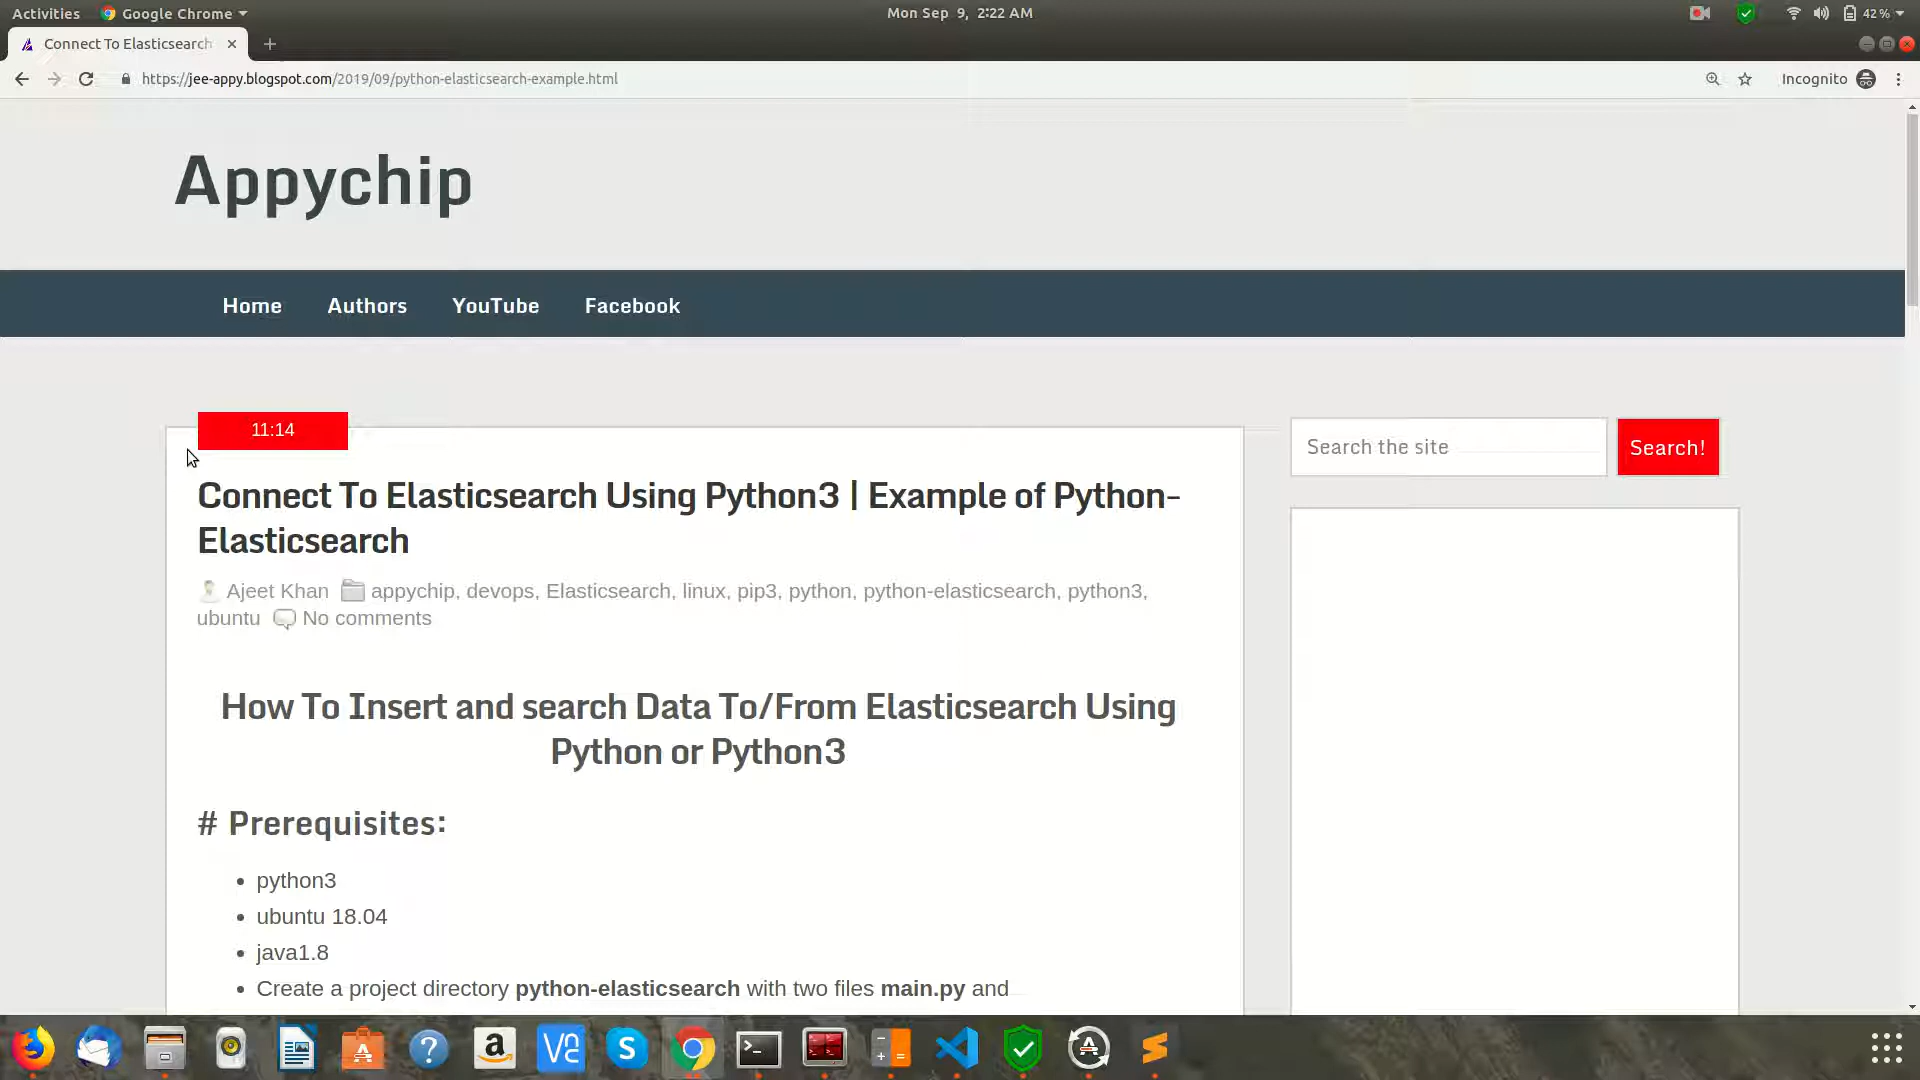 Activities Google Chrome Mon Sep 9, 2:22 AM 42 %
Connect To Elasticsearch
https://jee-appy.blogspot.com/2019/09/python-elasticsearch-example.html Incognito
Appychip
Home Authors YouTube Facebook
11:14
Search the site Search!
Connect To Elasticsearch Using Python3 | Example of Python-
Elasticsearch
Ajeet Khan appychip, devops, Elasticsearch, linux, pip3, python, python-elasticsearch, python3,
ubuntu No comments
How To Insert and search Data To/From Elasticsearch Using
Python or Python3
# Prerequisites:
• python3
• ubuntu 18.04
• java1.8
• Create a project directory python-elasticsearch with two files main.py and